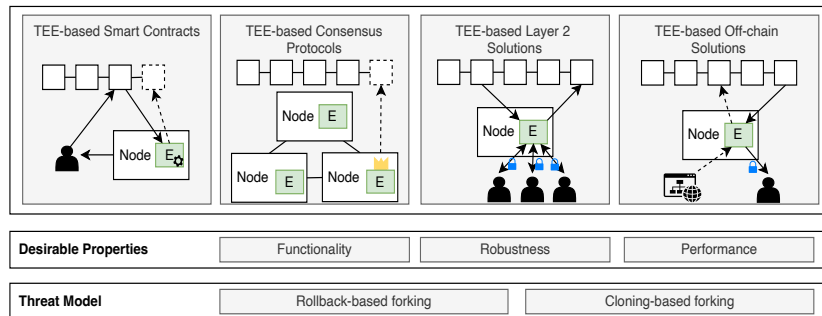 TEE-based Smart Contracts
Node
E
TEE-based Consensus
Protocols
Node
E
Node
E
Node
E
TEE-based Layer 2
Solutions
Node
E
TEE-based Off-chain
Solutions
Node
E
Desirable Properties
Functionality
Robustness
Performance
Threat Model
Rollback-based forking
Cloning-based forking